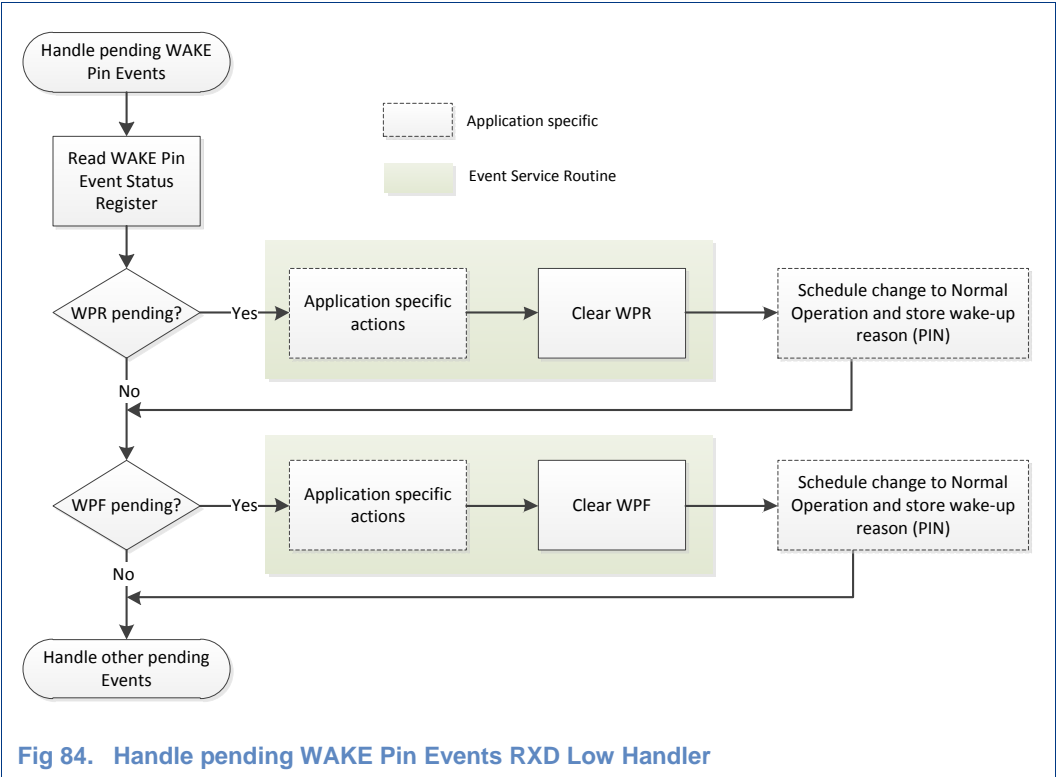 Handle pending WAKE
Pin Events
Application specific
Read WAKE Pin
Event Status
Register
Event Service Routine
WPR pending?
Yes
Application specific
actions
Clear WPR
Schedule change to Normal
Operation and store wake-up
reason (PIN)
No
WPF pending?
Yes
Application specific
actions
Clear WPF
Schedule change to Normal
Operation and store wake-up
reason (PIN)
No
Handle other pending
Events
Fig 84. Handle pending WAKE Pin Events RXD Low Handler